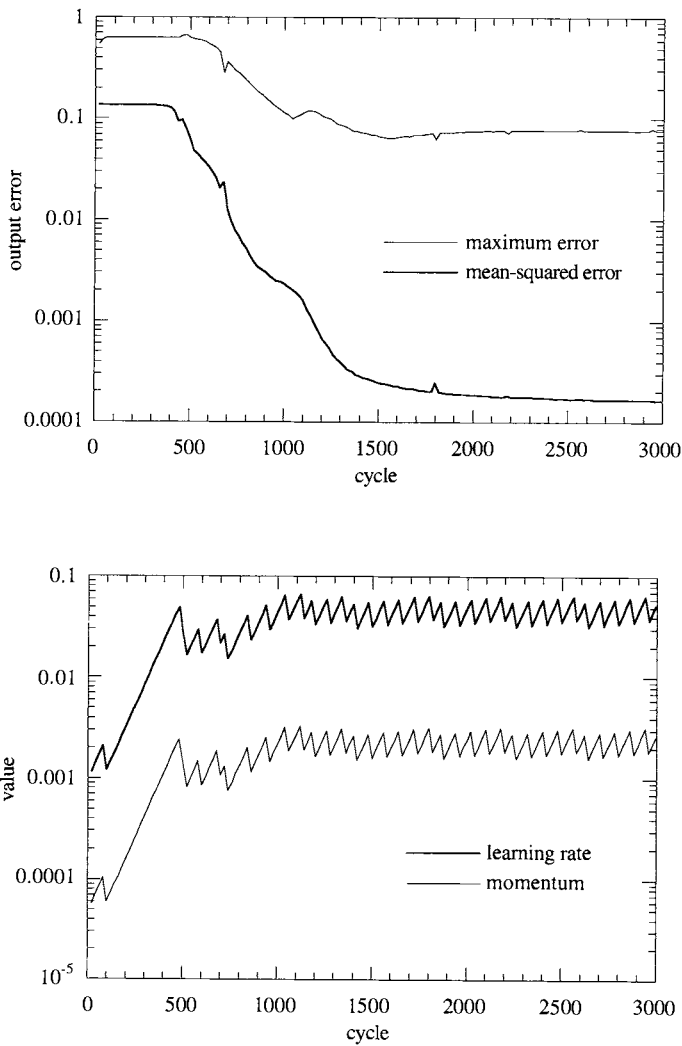 1
0.1
0.01
0.001
0.0001
output error
maximum error
mean-squared error
0 500 1000 1500 2000 2500 3000
cycle
0.1
0.01
0.001
0.0001
10-5
value
learning rate
momentum
0 500 1000 1500 2000 2500 3000
cycle